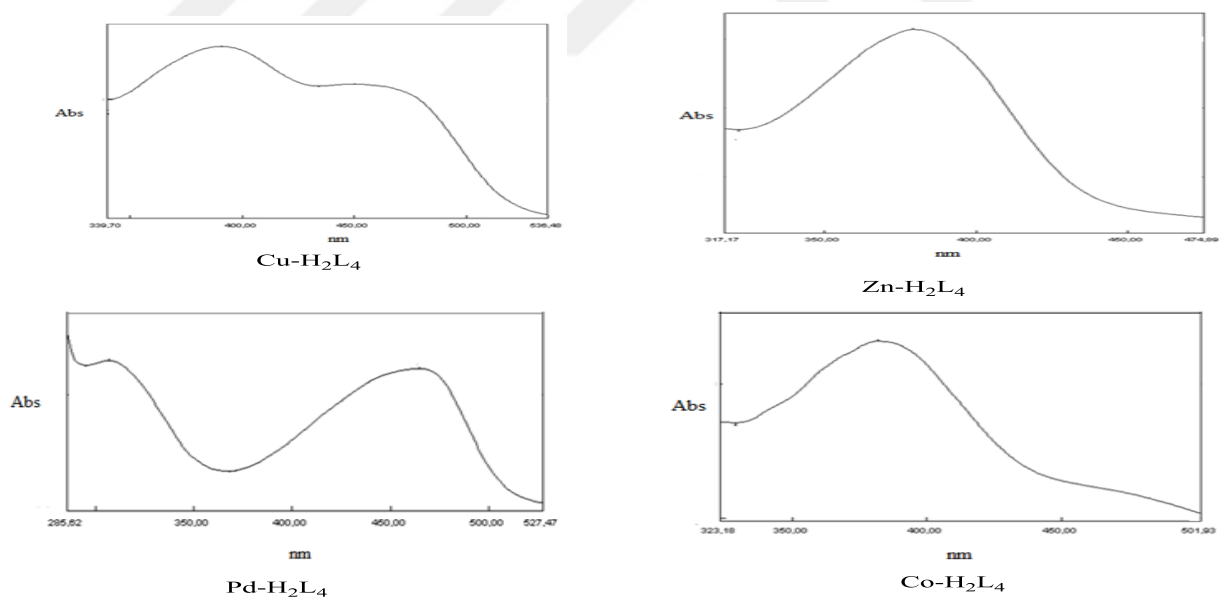 Abs
339,70 400,00 450,00 500,00 536,48
nm
Cu-H₂L₄
Abs
317,17 350,00 400,00 450,00 474,89
nm
Zn-H₂L₄
Abs
285,52 350,00 400,00 450,00 500,00 527,47
nm
Pd-H₂L₄
Abs
323,18 350,00 400,00 450,00 501,93
nm
Co-H₂L₄